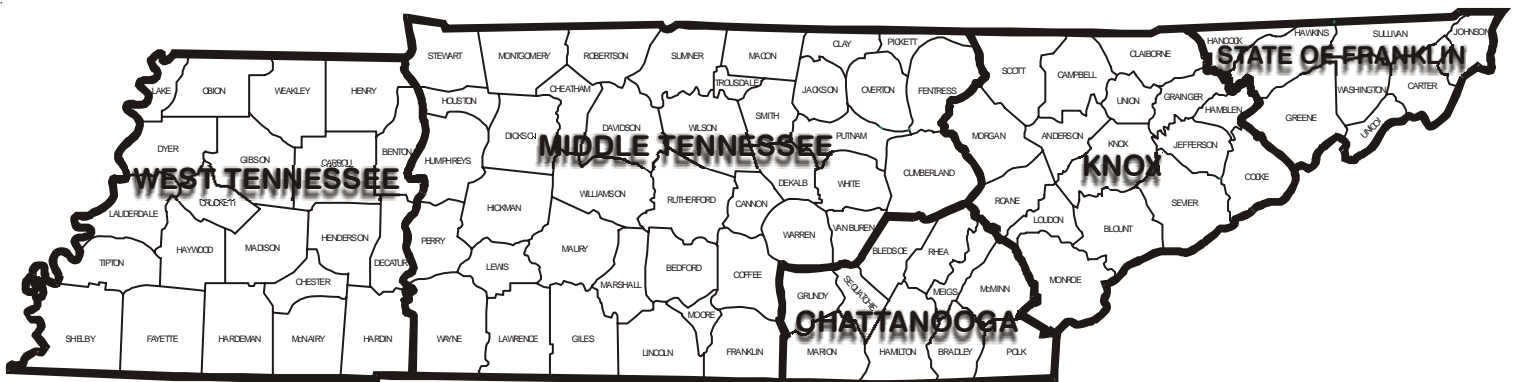 STEWART
MONTGOMERY
ROBERTSON
SUMNER
MACON
CLAY
PICKETT
SCOTT
CAMPBELL
CLAIBORNE
HANCOCK
HAWKINS
SULLIVAN
JOHNSON
STATE OF FRANKLIN
LAKE
OBION
WEAKLEY
HENRY
HOUSTON
CHEATHAM
TROUSDALE
JACKSON
OVERTON
FENTRESS
UNION
GRAINGER
HAMBLEN
WASHINGTON
CARTER
GREENE
UNICOI
DYER
GIBSON
CARROLL
BENTON
HUMPHREYS
DICKSON
DAVIDSON
WILSON
SMITH
PUTNAM
MORGAN
ANDERSON
KNOX
JEFFERSON
COCKE
WEST TENNESSEE
MIDDLE TENNESSEE
KNOX
LAUDERDALE
CROCKETT
HICKMAN
WILLIAMSON
RUTHERFORD
CANNON
DEKALB
WHITE
CUMBERLAND
ROANE
LOUDON
BLOUNT
SEVIER
TIPTON
HAYWOOD
MADISON
HENDERSON
DECATUR
PERRY
LEWIS
MAURY
MARSHALL
BEDFORD
COFFEE
WARREN
VAN BUREN
BLEDSOE
RHEA
MEIGS
McMINN
MONROE
CHESTER
MOORE
GRUNDY
SEQUATCHIE
CHATTANOOGA
SHELBY
FAYETTE
HARDEMAN
McNAIRY
HARDIN
WAYNE
LAWRENCE
GILES
LINCOLN
FRANKLIN
MARION
HAMILTON
BRADLEY
POLK